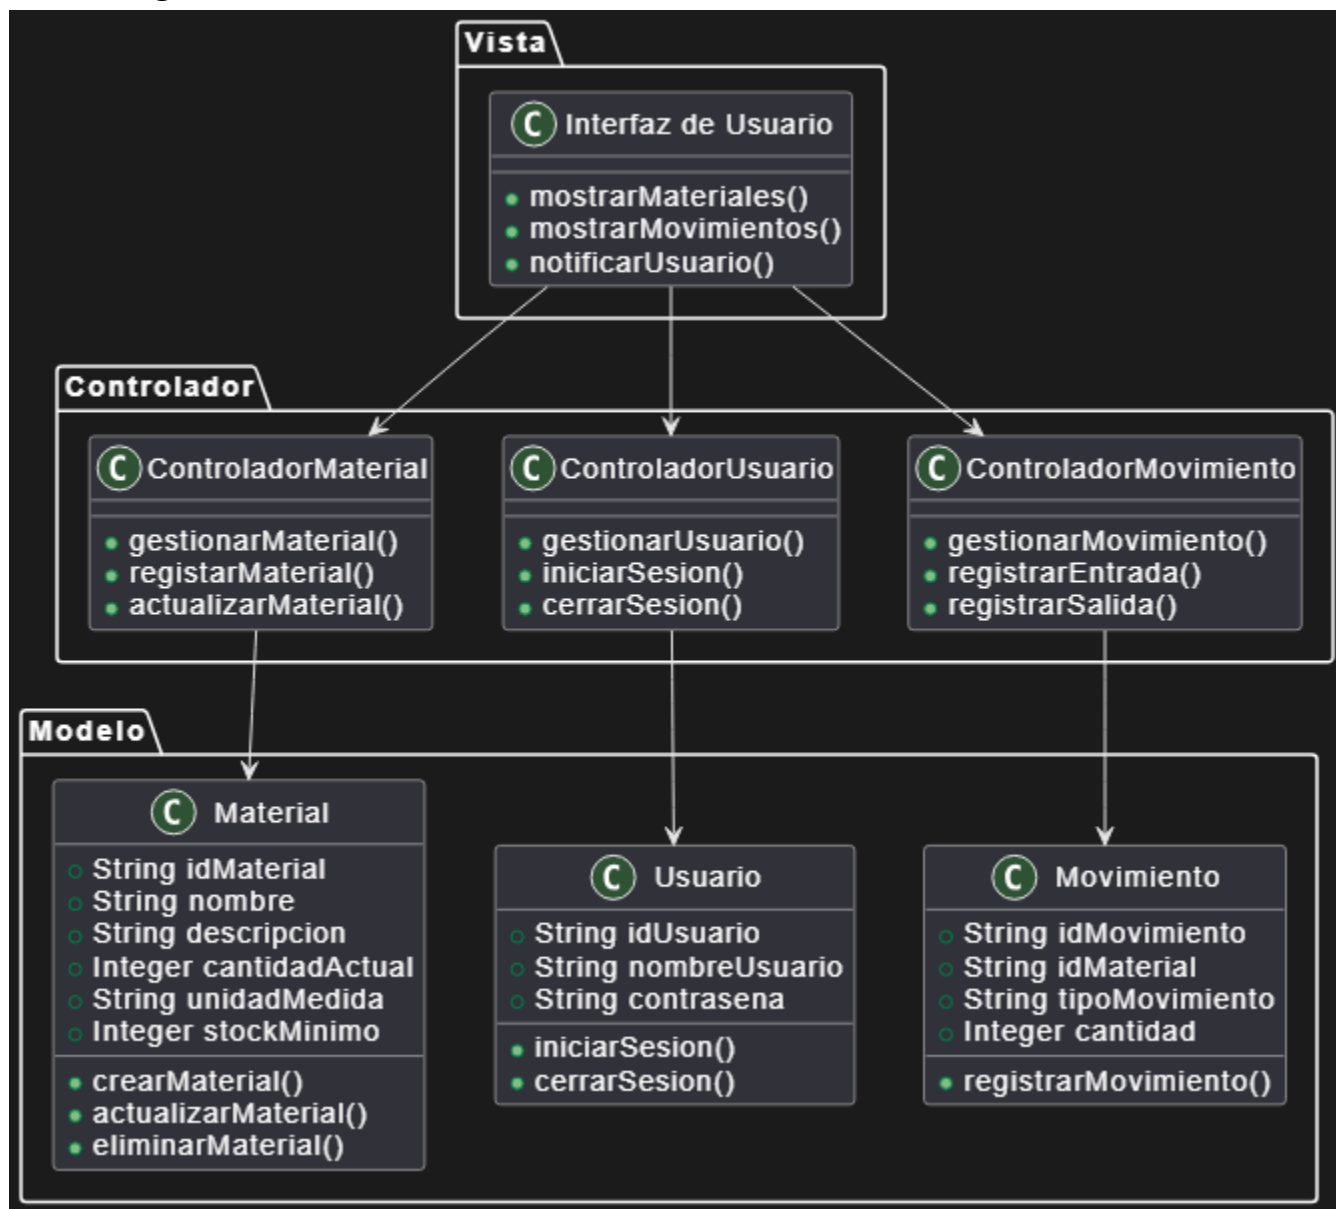 Vista
C Interfaz de Usuario
mostrarMateriales()
mostrarMovimientos()
notificarUsuario()
Controlador
C ControladorMaterial
gestionarMaterial()
registarMaterial()
actualizarMaterial()
C ControladorUsuario
gestionarUsuario()
iniciarSesion()
cerrarSesion()
C ControladorMovimiento
gestionarMovimiento()
registrarEntrada()
registrarSalida()
Modelo
C Material
String idMaterial
String nombre
String descripcion
Integer cantidadActual
String unidadMedida
Integer stockMinimo
crearMaterial()
actualizarMaterial()
eliminarMaterial()
C Usuario
String idUsuario
String nombreUsuario
String contrasena
iniciarSesion()
cerrarSesion()
C Movimiento
String idMovimiento
String idMaterial
String tipoMovimiento
Integer cantidad
registrarMovimiento()